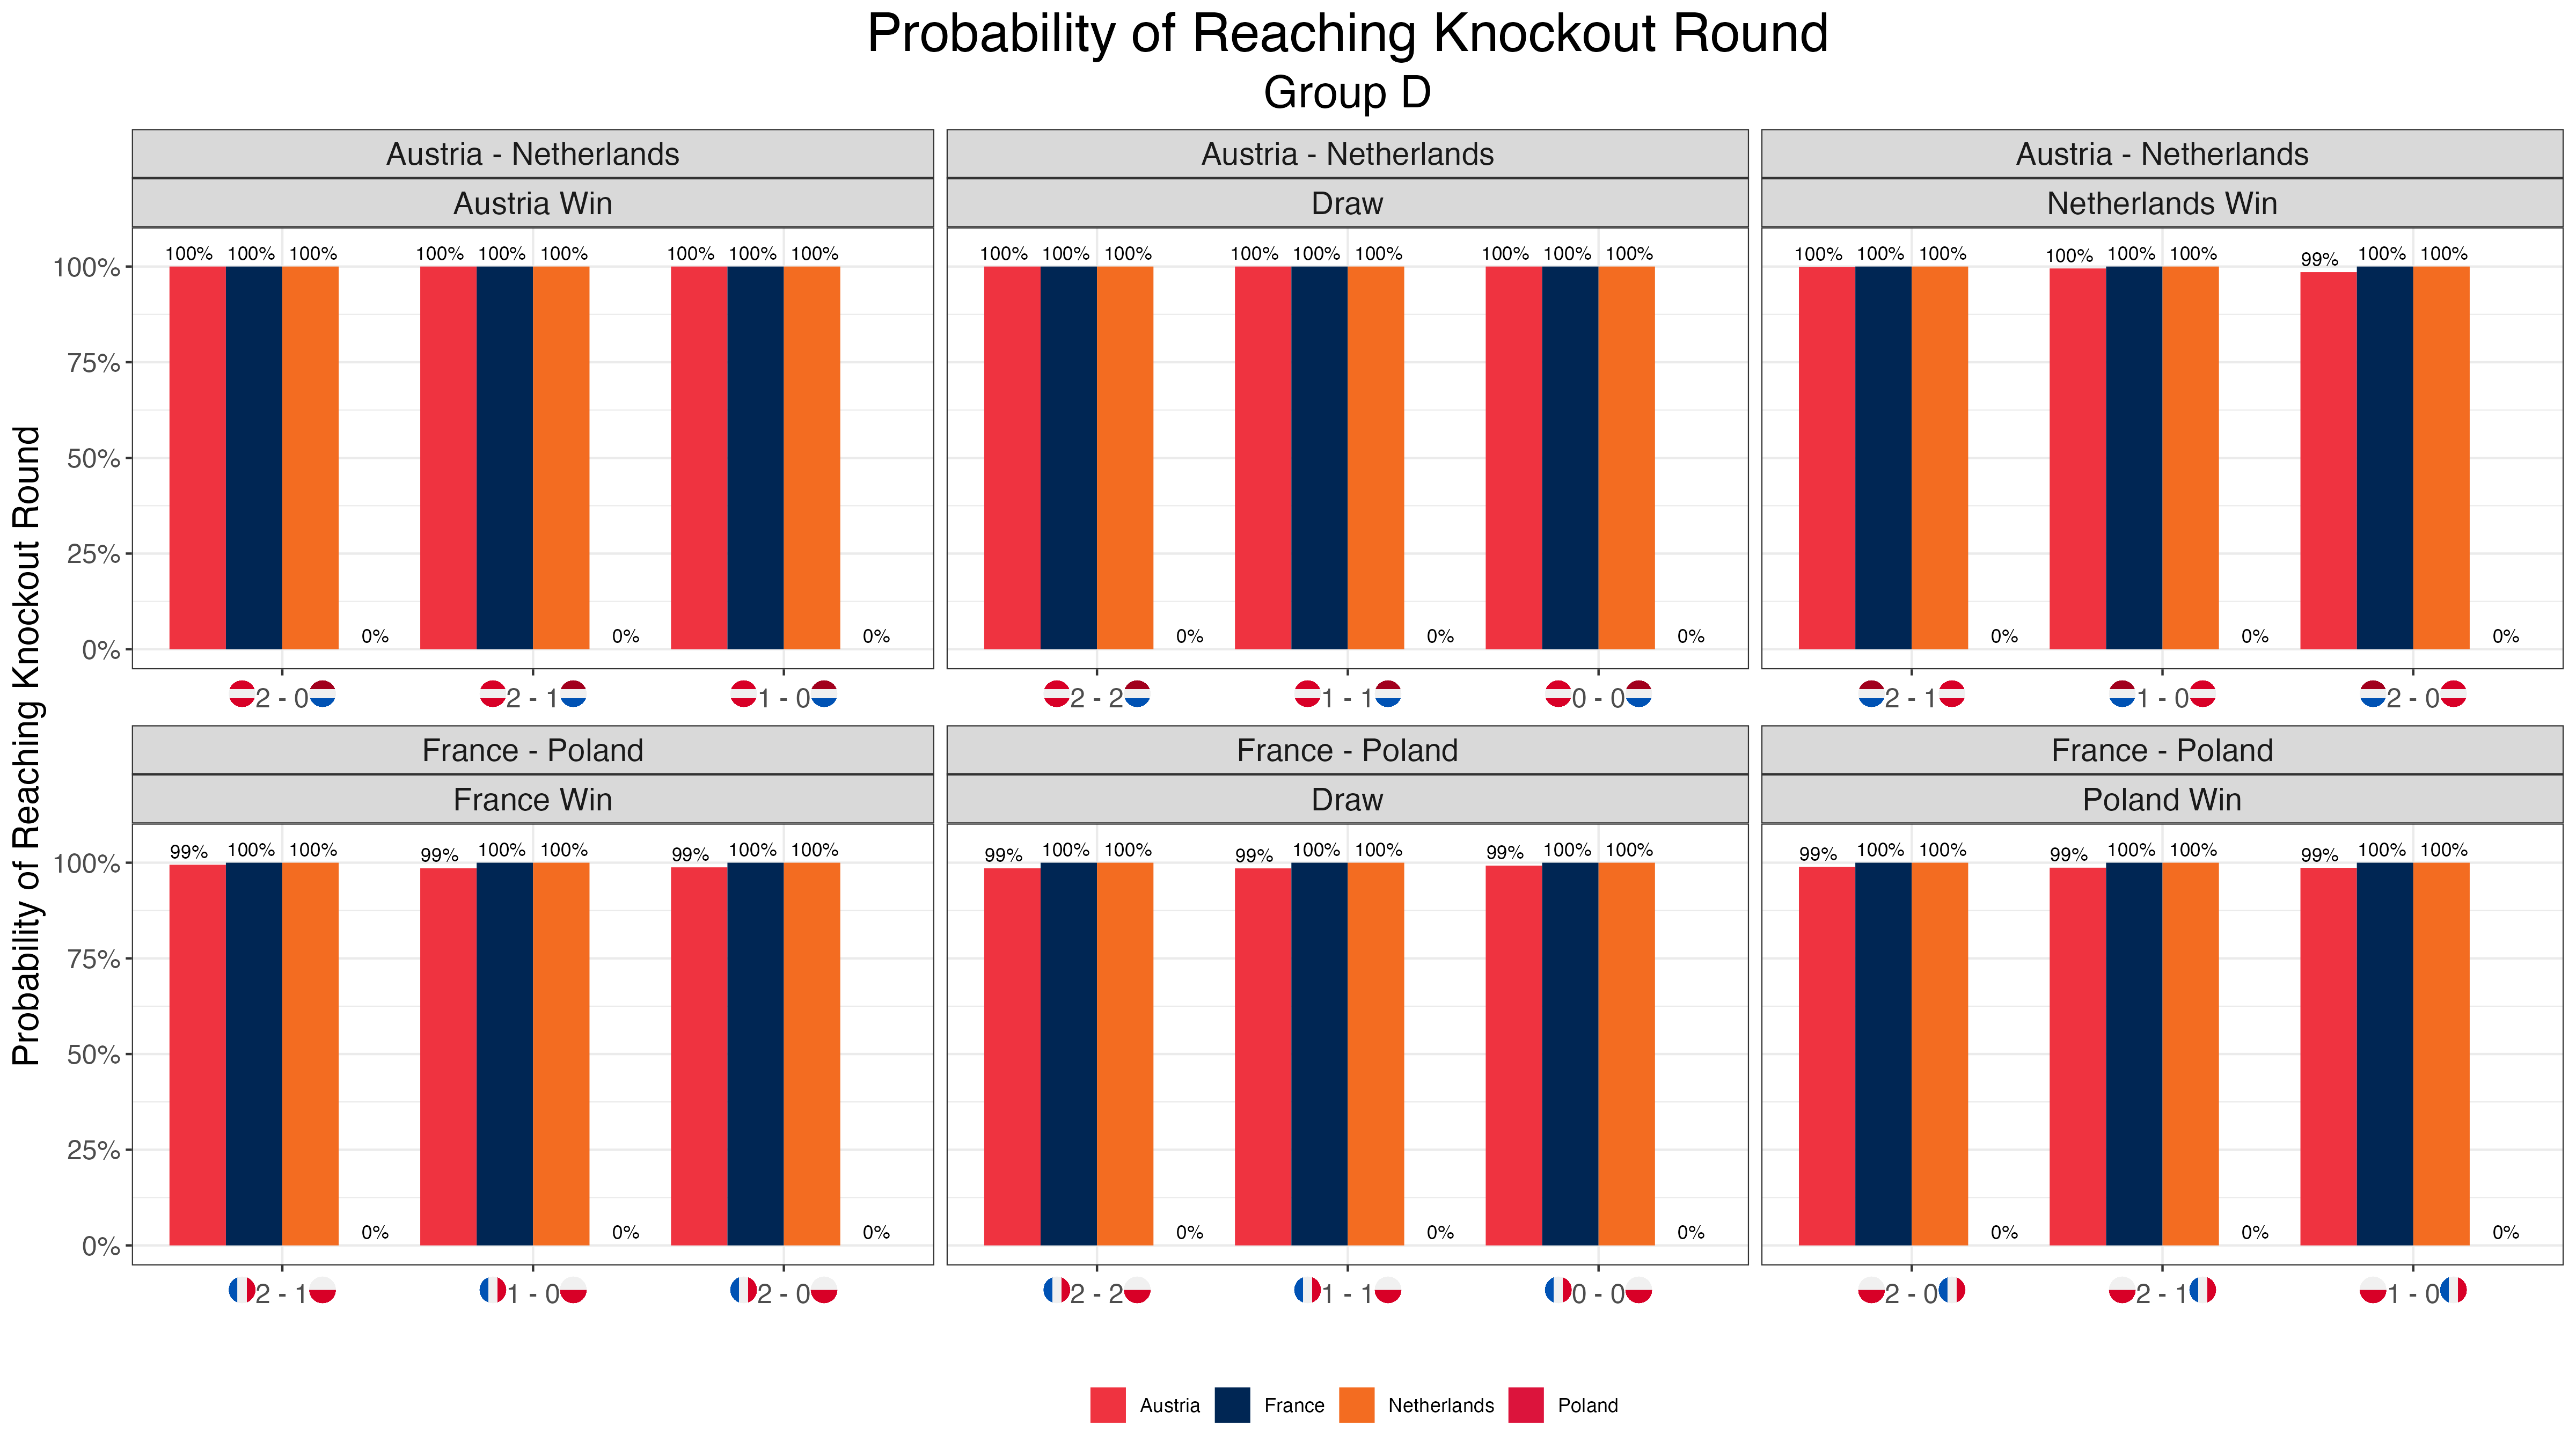 Probability of Reaching Knockout Round
Group D
Probability of Reaching Knockout Round
Austria - Netherlands
Austria Win
100% 100% 100% 0% 100% 100% 100% 0% 100% 100% 100% 0%
100%
75%
50%
25%
0%
2 - 0 2 - 1 1 - 0
Austria - Netherlands
Draw
100% 100% 100% 0% 100% 100% 100% 0% 100% 100% 100% 0%
2 - 2 1 - 1 0 - 0
Austria - Netherlands
Netherlands Win
100% 100% 100% 0% 100% 100% 100% 0% 99% 100% 100% 0%
2 - 1 1 - 0 2 - 0
France - Poland
France Win
99% 100% 100% 0% 99% 100% 100% 0% 99% 100% 100% 0%
100%
75%
50%
25%
0%
2 - 1 1 - 0 2 - 0
France - Poland
Draw
99% 100% 100% 0% 99% 100% 100% 0% 99% 100% 100% 0%
2 - 2 1 - 1 0 - 0
France - Poland
Poland Win
99% 100% 100% 0% 99% 100% 100% 0% 99% 100% 100% 0%
2 - 0 2 - 1 1 - 0
Austria France Netherlands Poland